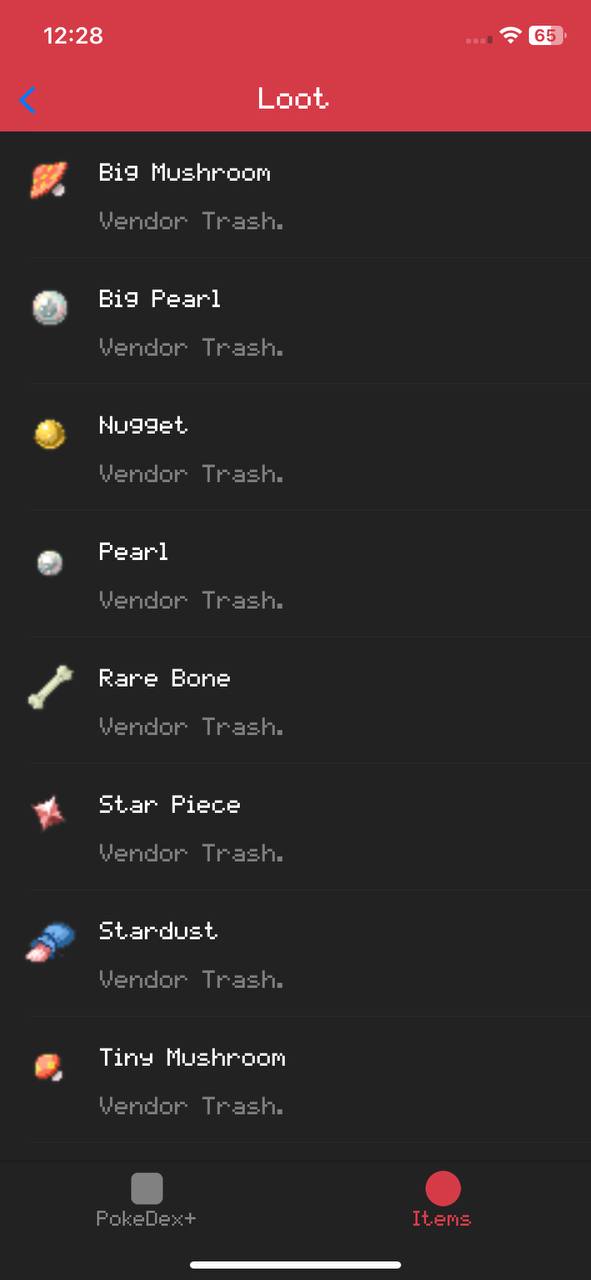 12:28
65
Loot
Big Mushroom
Vendor Trash.
Big Pearl
Vendor Trash.
Nugget
Vendor Trash.
Pearl
Vendor Trash.
Rare Bone
Vendor Trash.
Star Piece
Vendor Trash.
Stardust
Vendor Trash.
Tiny Mushroom
Vendor Trash.
PokeDex+
Items